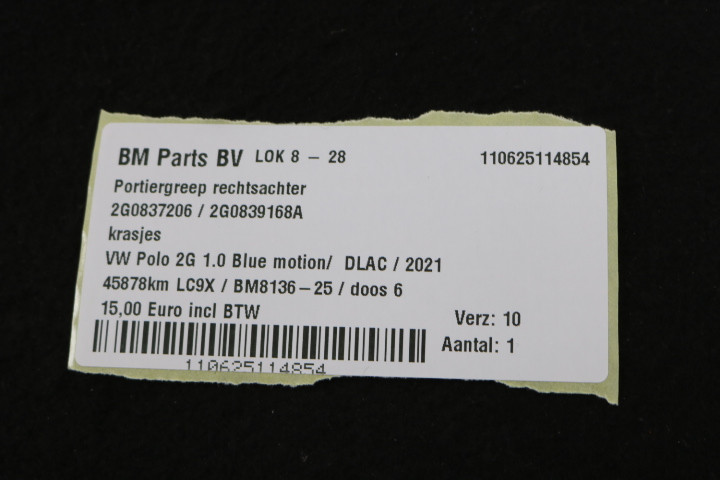 BM Parts BV LOK 8 – 28 110625114854
Portiergreep rechtsachter
2G0837206 / 2G0839168A
krasjes
VW Polo 2G 1.0 Blue motion/ DLAC / 2021
45878km LC9X / BM8136–25 / doos 6
15,00 Euro incl BTW
Verz: 10
Aantal: 1
110625114854